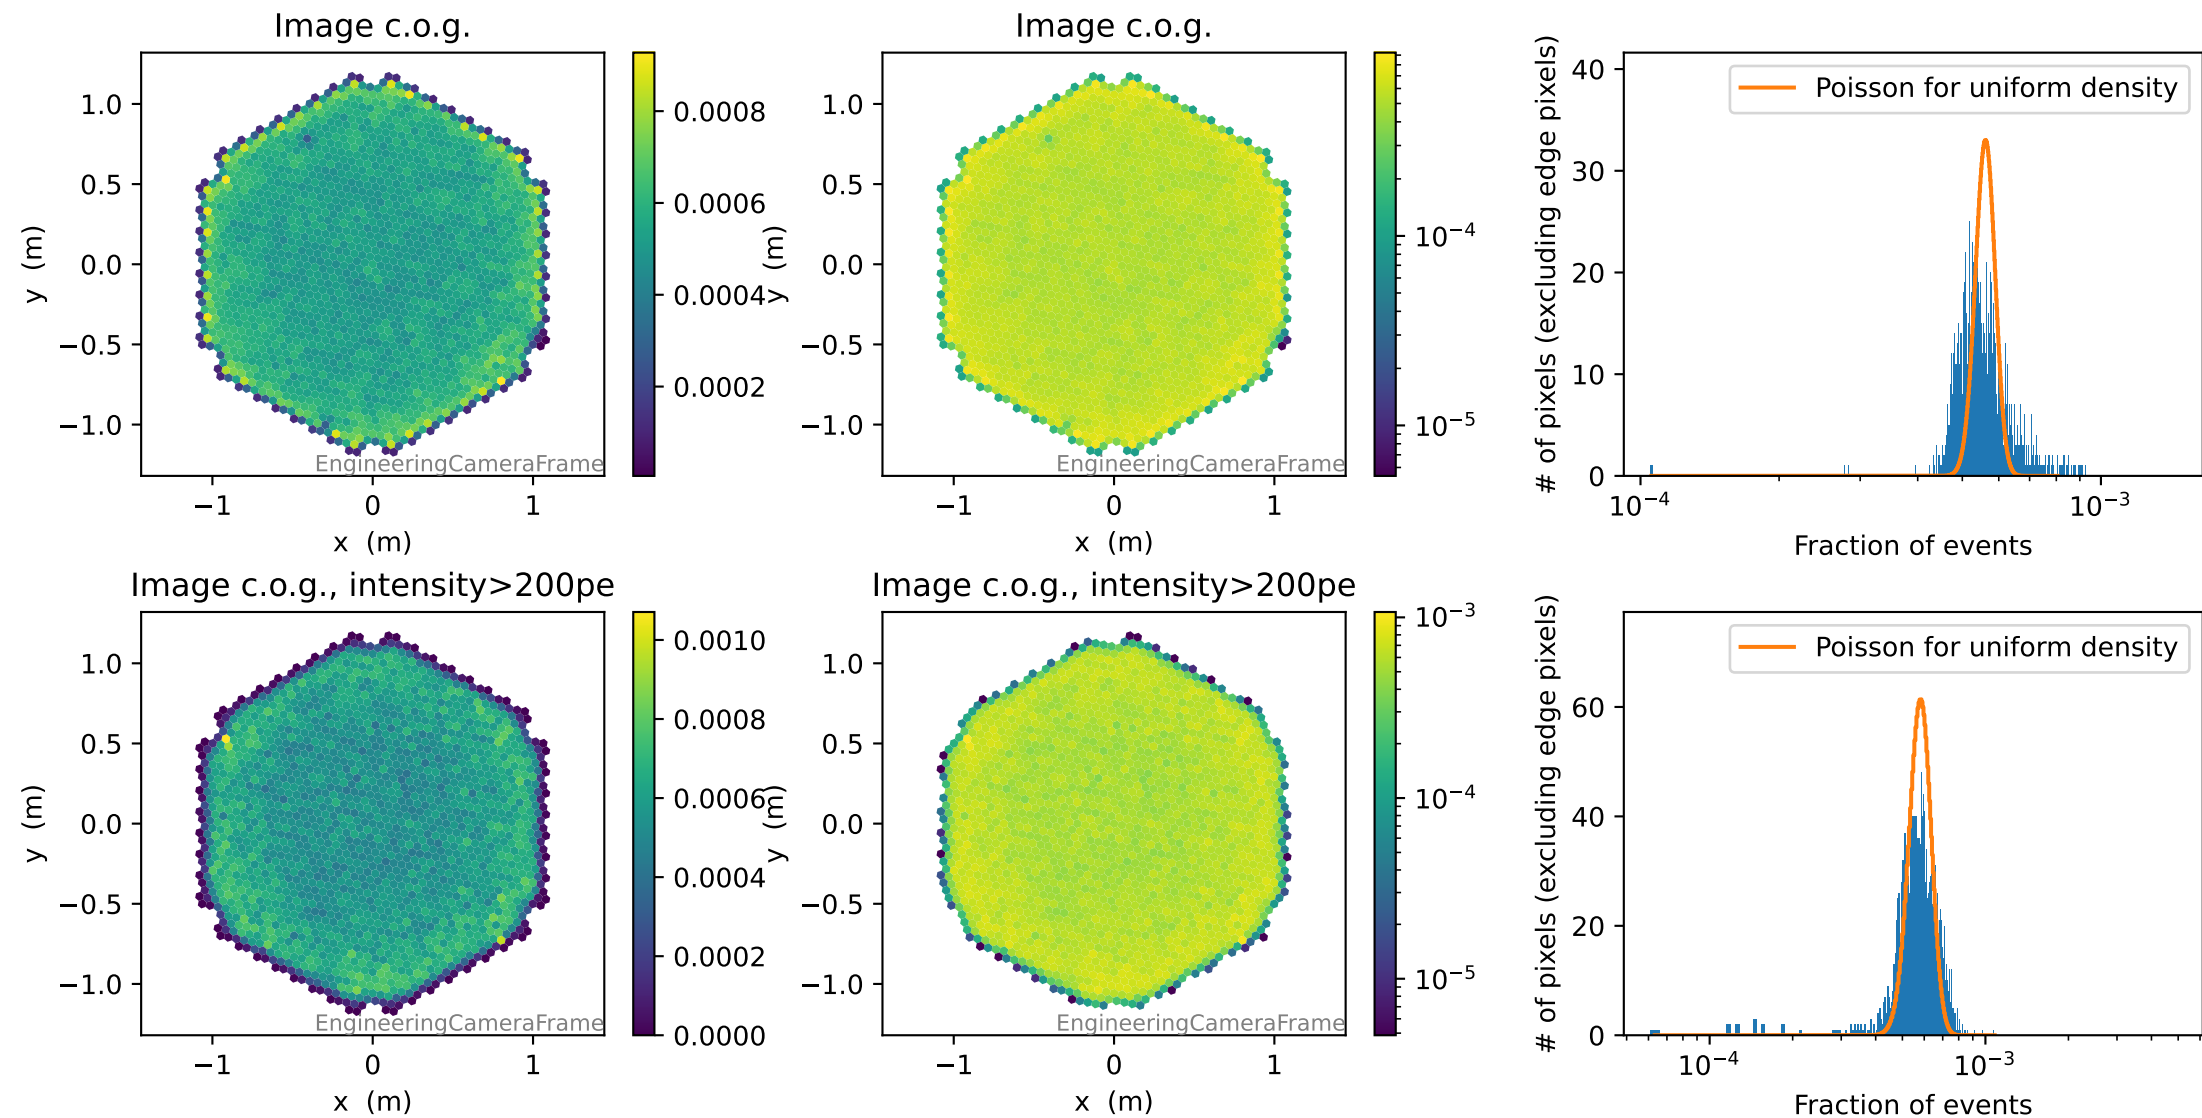 Image c.o.g.
1.0
0.5
0.0
−0.5
−1.0
y (m)
−1
0
1
x (m)
EngineeringCameraFrame
0.0008
0.0006
0.0004
0.0002
Image c.o.g.
1.0
0.5
0.0
−0.5
−1.0
y (m)
−1
0
1
x (m)
EngineeringCameraFrame
10⁻⁴
10⁻⁵
Poisson for uniform density
40
30
20
10
0
# of pixels (excluding edge pixels)
10⁻⁴
10⁻³
Fraction of events
Image c.o.g., intensity>200pe
1.0
0.5
0.0
−0.5
−1.0
y (m)
−1
0
1
x (m)
EngineeringCameraFrame
0.0010
0.0008
0.0006
0.0004
0.0002
0.0000
Image c.o.g., intensity>200pe
1.0
0.5
0.0
−0.5
−1.0
y (m)
−1
0
1
x (m)
EngineeringCameraFrame
10⁻³
10⁻⁴
10⁻⁵
Poisson for uniform density
60
40
20
0
# of pixels (excluding edge pixels)
10⁻⁴
10⁻³
Fraction of events